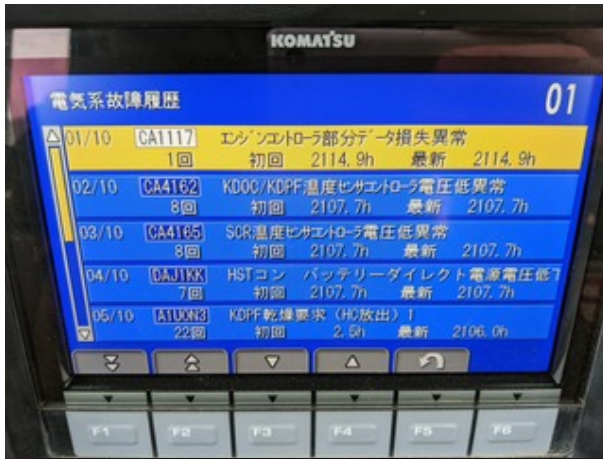 KOMATSU
電気系故障履歴 01
01/10 CA1117 エンジンコントローラ部分データ損失異常
1回 初回 2114.9h 最新 2114.9h
02/10 CA4162 KDOC/KDPF温度センサコントローラ電圧低異常
8回 初回 2107.7h 最新 2107.7h
03/10 CA4165 SCR温度センサコントローラ電圧低異常
8回 初回 2107.7h 最新 2107.7h
04/10 DAJ1KK HSTコン バッテリーダイレクト電源電圧低下
7回 初回 2107.7h 最新 2107.7h
05/10 A1U0N3 KDPF乾燥要求（HC放出）1
22回 初回 2.5h 最新 2106.0h
F1 F2 F3 F4 F5 F6